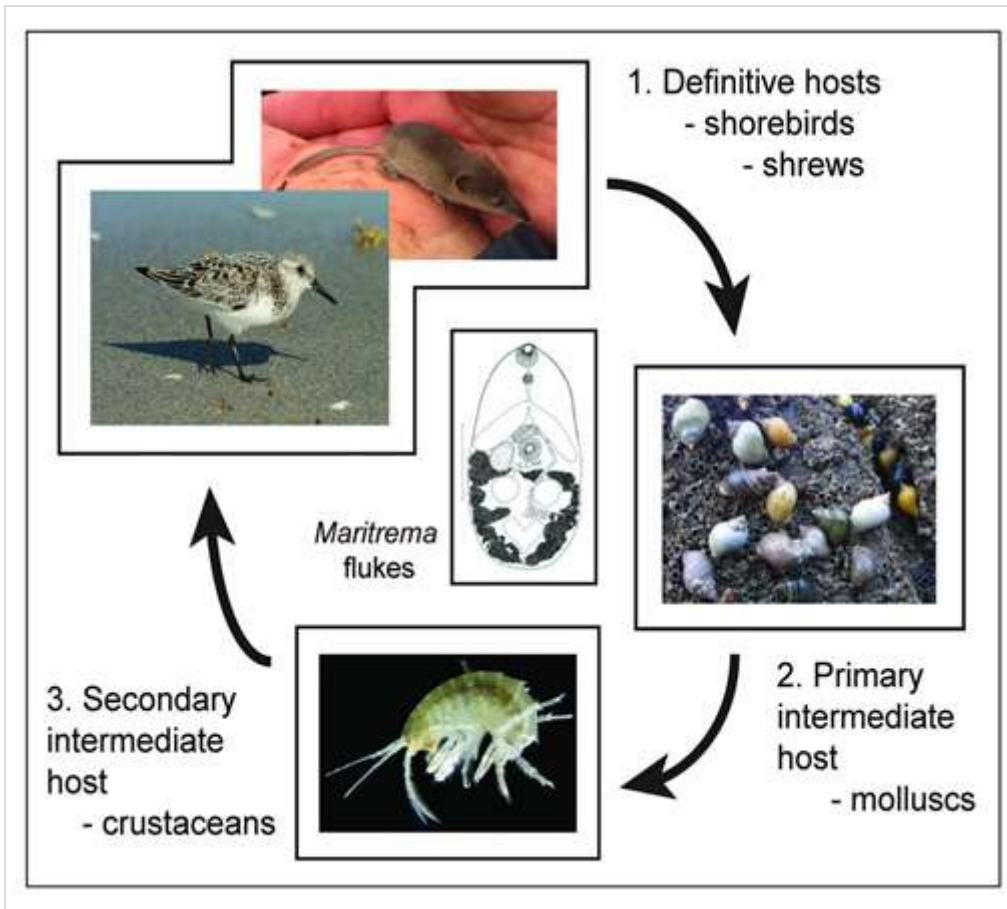 1. Definitive hosts
- shorebirds
- shrews
Maritrema
flukes
2. Primary
intermediate
host
- molluscs
3. Secondary
intermediate
host
- crustaceans